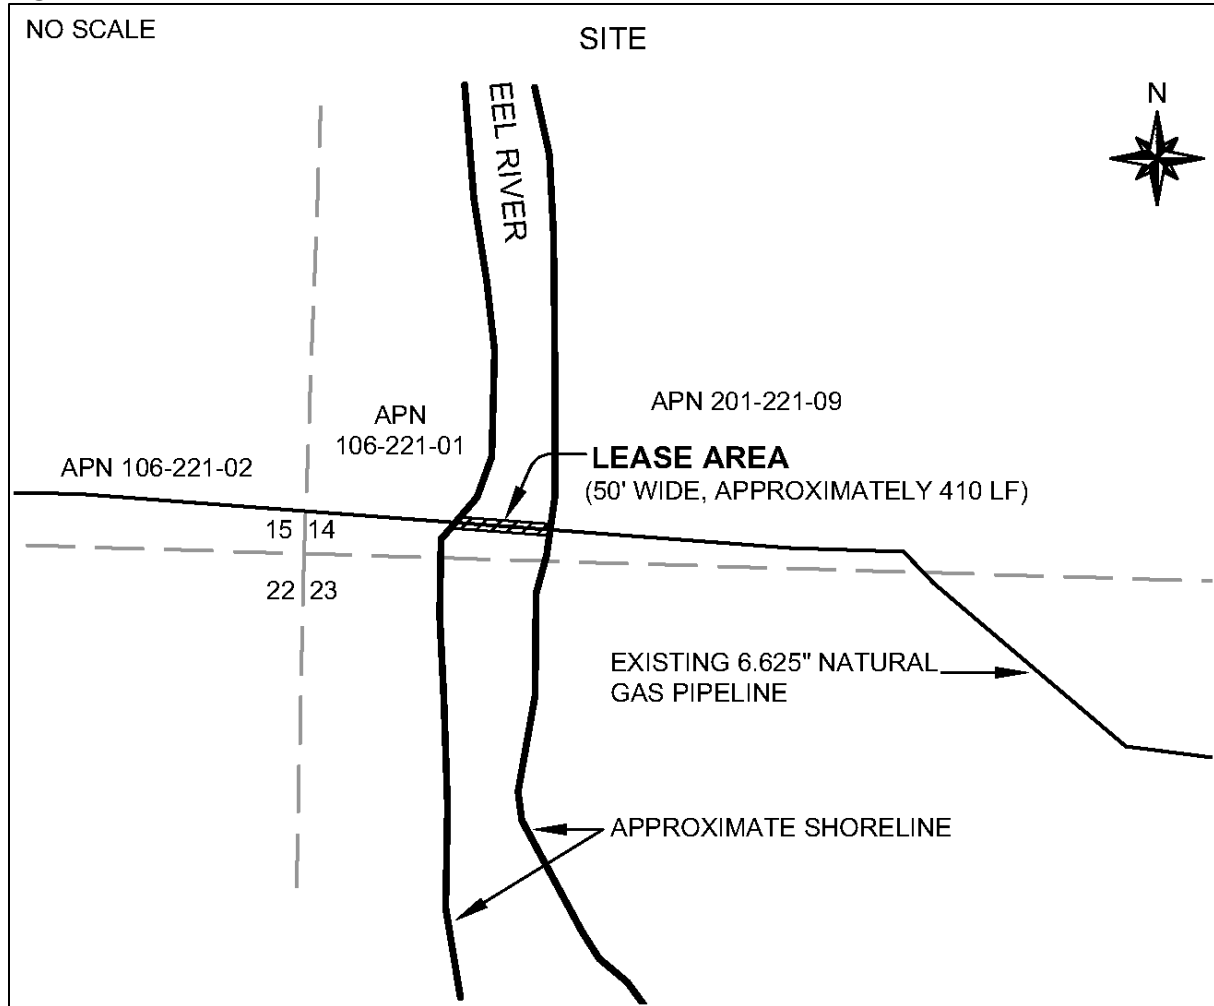 NO SCALE
SITE
N
EEL RIVER
APN 201-221-09
APN
106-221-01
APN 106-221-02
LEASE AREA
(50' WIDE, APPROXIMATELY 410 LF)
15 14
22 23
EXISTING 6.625" NATURAL
GAS PIPELINE
APPROXIMATE SHORELINE